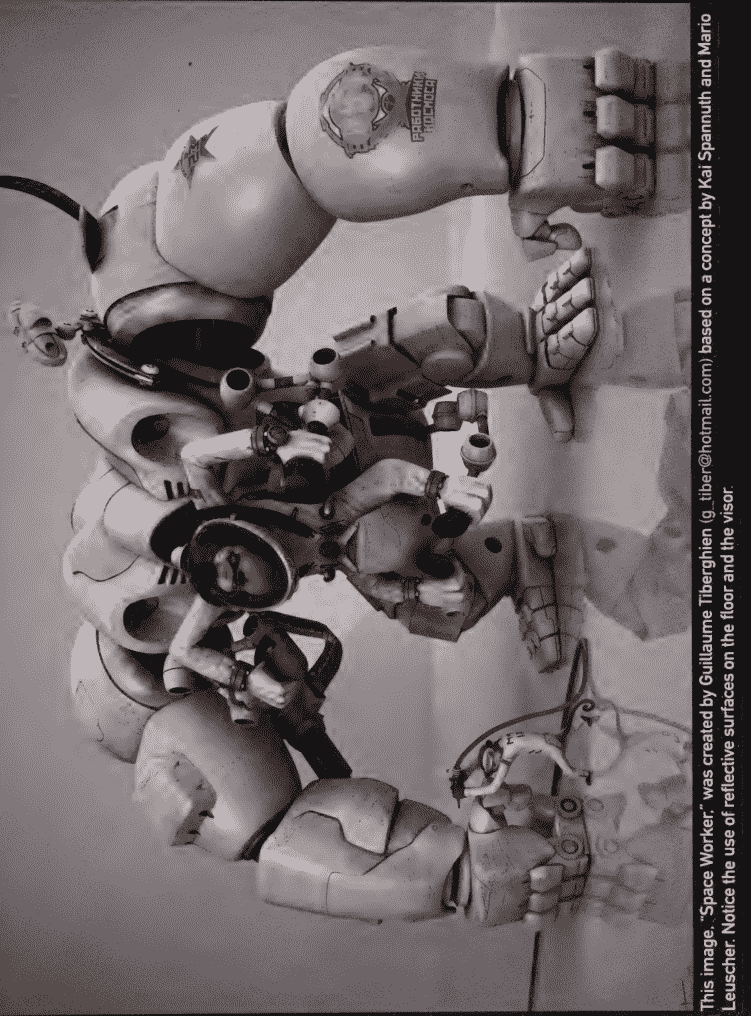 РАБОТНИКИ
КОСМОСА
This image. "Space Worker," was created by Guillaume Tiberghien (g_tiber@hotmail.com) based on a concept by Kai Spannuth and Mario
Leuscher. Notice the use of reflective surfaces on the floor and the visor.